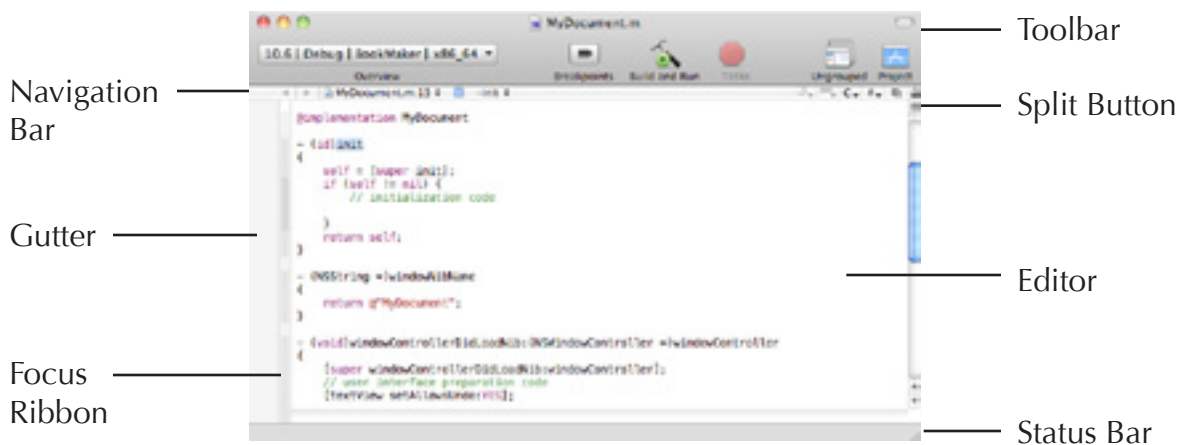 MyDocument.m
Toolbar
10.6 | Debug | BookMaker | x86_64
Overview
Breakpoints
Build and Run
Tasks
Ungrouped
Project
Navigation
Bar
MyDocument.m:13
-init
Split Button
@implementation MyDocument
- (id)init
{
self = [super init];
if (self != nil) {
// initialization code
}
return self;
}
Gutter
- (NSString *)windowNibName
{
return @"MyDocument";
}
Editor
- (void)windowControllerDidLoadNib:(NSWindowController *)windowController
{
[super windowControllerDidLoadNib:windowController];
// user interface preparation code
[textView setAllowsUndo:YES];
Focus
Ribbon
Status Bar